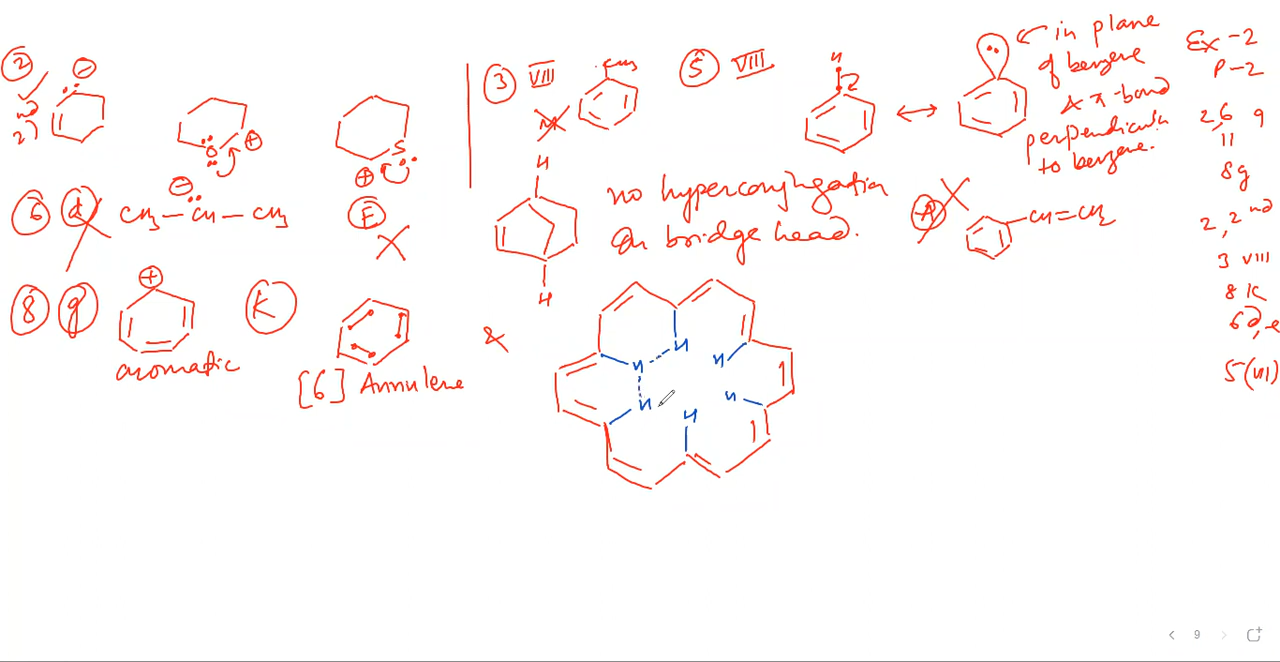 ②
nd
2)
⊖
O
⊕
S
⊕
③ VIII
CH3
⑤ VIII
H
in plane
of benzene
& π-bond
perpendicular
to benzene.
Ex-2
P-2
2,6 9
11
8g
2, 2nd
3 VIII
8 K
6d, e
5(VIII)
⑥ d CH3-CH-CH3
⊖
F
H
H
no hyperconjugation
on bridge head.
A
CH=CH2
⑧ g
⊕
aromatic
K
[6] Annulene
&
H
H
H
H
H
H
9